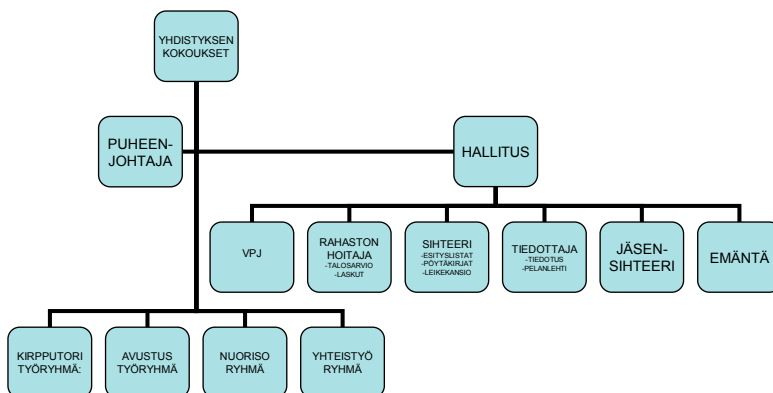 YHDISTYKSEN
KOKOUKSET
PUHEEN-
JOHTAJA
HALLITUS
VPJ
RAHASTON
HOITAJA
-TALOSARVIO
-LASKUT
SIHTEERI
-ESITYSLISTAT
-PÖYTÄKIRJAT
-LEIKEKANSIO
TIEDOTTAJA
-TIEDOTUS
-PELANLEHTI
JÄSEN-
SIHTEERI
EMÄNTÄ
KIRPPUTORI
TYÖRYHMÄ:
AVUSTUS
TYÖRYHMÄ
NUORISO
RYHMÄ
YHTEISTYÖ
RYHMÄ